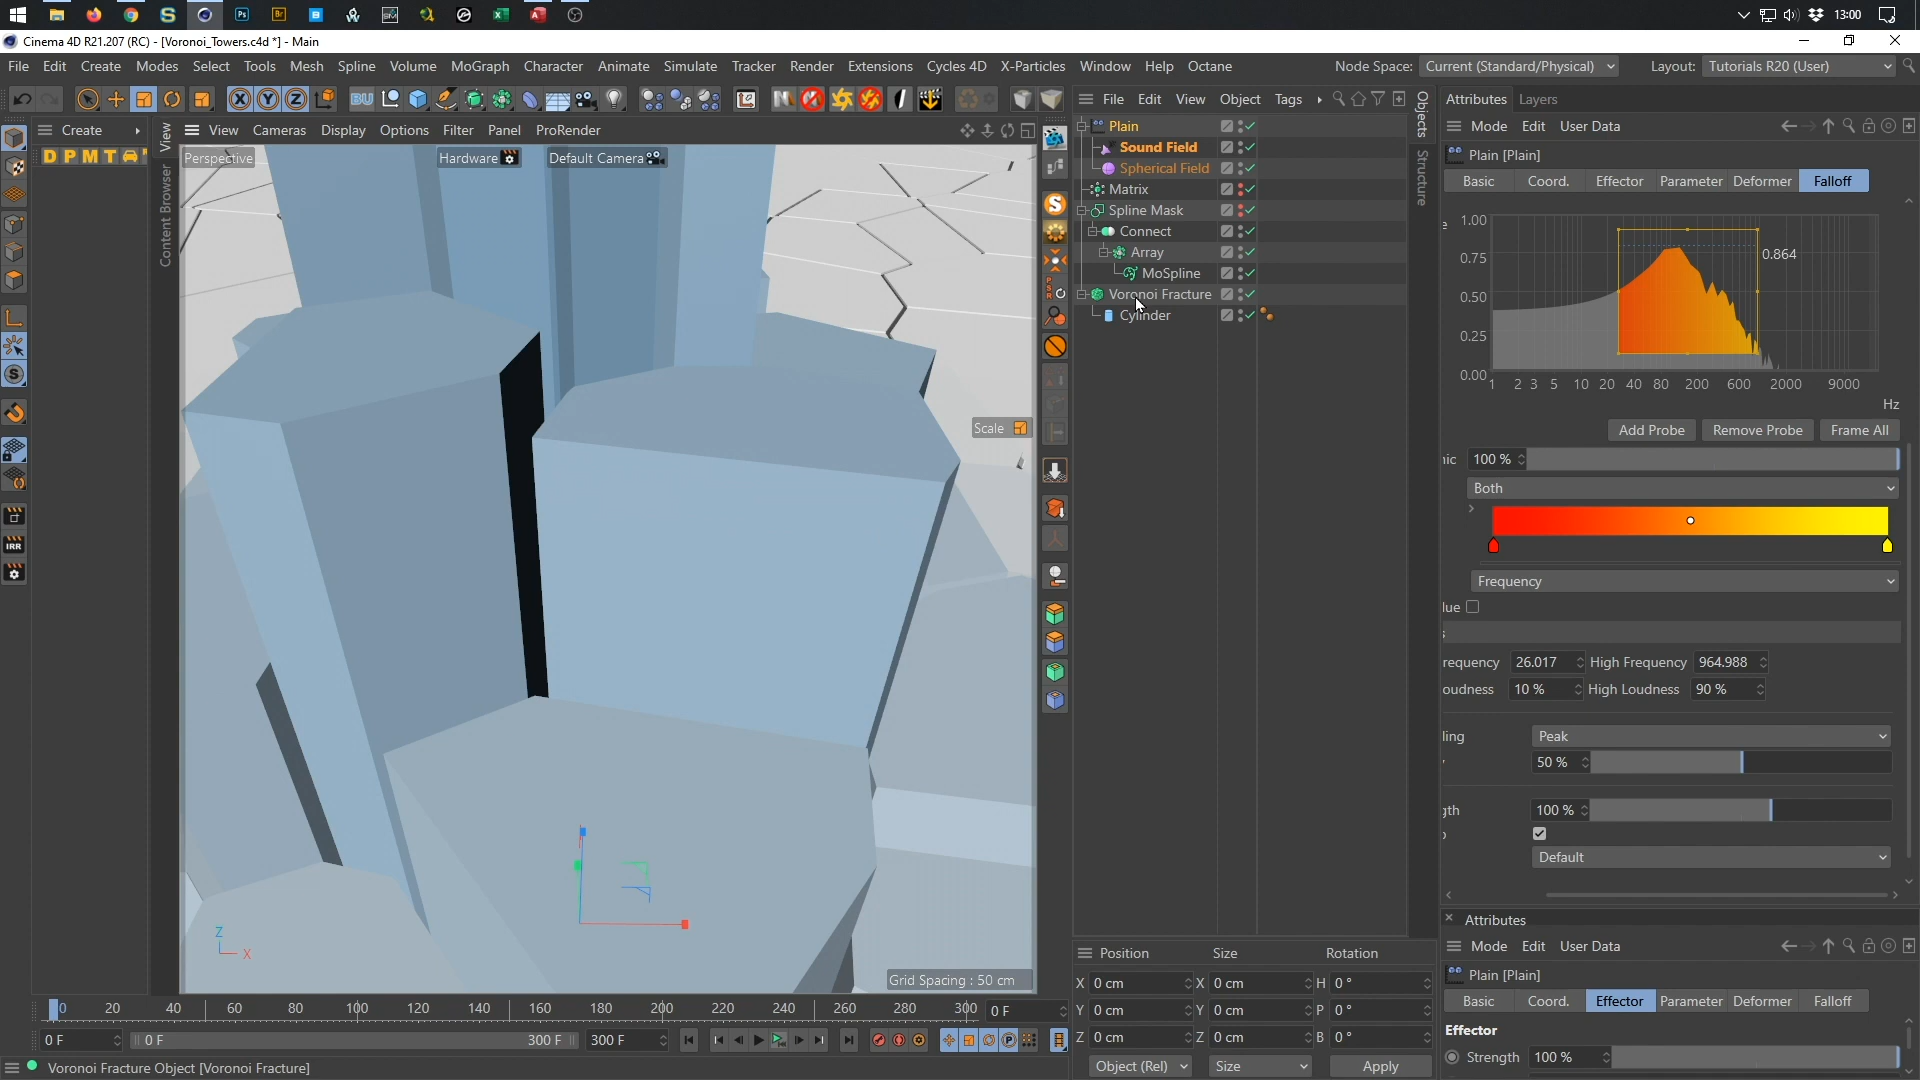 13:00
Cinema 4D R21.207 (RC) - [Voronoi_Towers.c4d *] - Main
File Edit Create Modes Select Tools Mesh Spline Volume MoGraph Character Animate Simulate Tracker Render Extensions Cycles 4D X-Particles Window Help Octane Node Space: Current (Standard/Physical) Layout: Tutorials R20 (User)
File Edit View Object Tags Attributes Layers
Create View Cameras Display Options Filter Panel ProRender
Mode Edit User Data
D P M T
View
Content Browser
Objects
Structure
Perspective Hardware Default Camera
Plain
Sound Field
Spherical Field
Matrix
Spline Mask
Connect
Array
MoSpline
Voronoi Fracture
Cylinder
Scale
Grid Spacing : 50 cm
Z
X
IRR
Plain [Plain]
Basic Coord. Effector Parameter Deformer Falloff
1.00
0.75
0.50
0.25
0.00
0.864
1 2 3 5 10 20 40 80 200 600 2000 9000
Hz
Add Probe Remove Probe Frame All
nic 100 %
Both
Frequency
lue
requency 26.017 High Frequency 964.988
oudness 10 % High Loudness 90 %
ling Peak
50 %
gth 100 %
Default
Attributes
Mode Edit User Data
Plain [Plain]
Basic Coord. Effector Parameter Deformer Falloff
Effector
Strength 100 %
Position Size Rotation
X 0 cm X 0 cm H 0 °
Y 0 cm Y 0 cm P 0 °
Z 0 cm Z 0 cm B 0 °
Object (Rel) Size Apply
0 20 40 60 80 100 120 140 160 180 200 220 240 260 280 300 0 F
0 F 0 F 300 F 300 F
Voronoi Fracture Object [Voronoi Fracture]